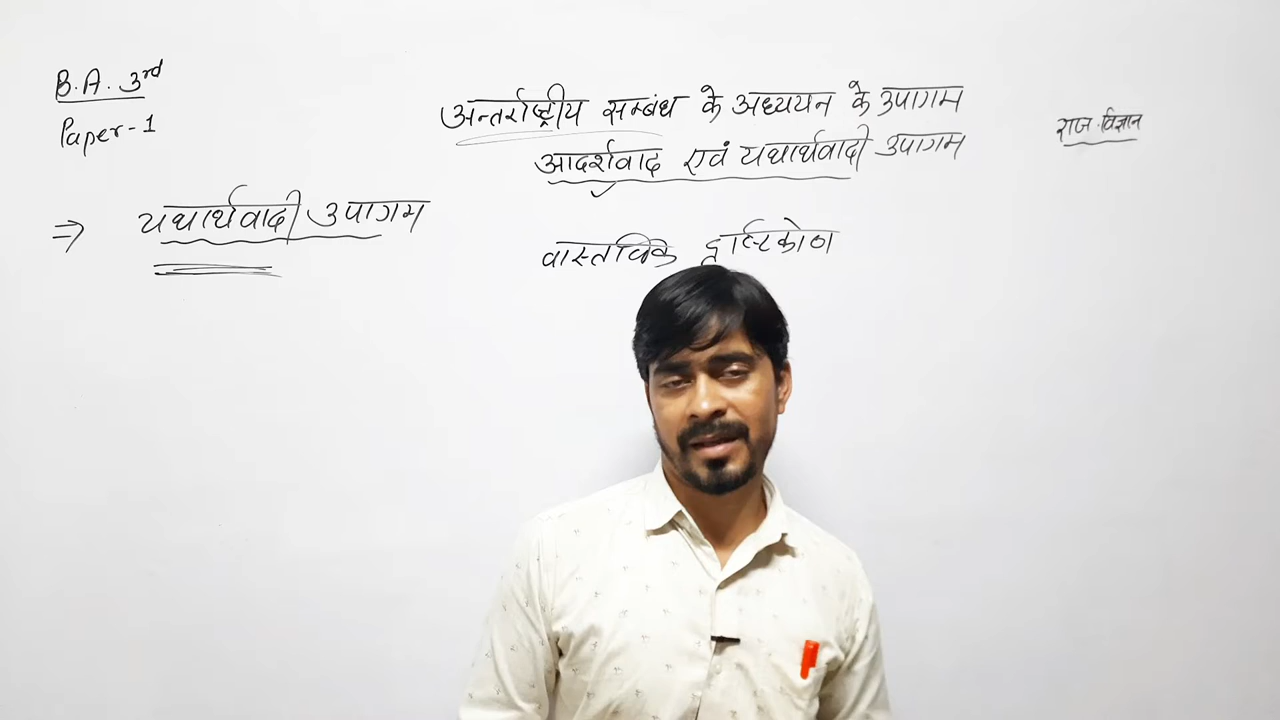 B.A. 3rd
Paper-1
अन्तर्राष्ट्रीय सम्बंध के अध्ययन के उपागम
आदर्शवाद एवं यथार्थवादी उपागम
राज.विज्ञान
⇒ यथार्थवादी उपागम
वास्तविक दृष्टिकोण